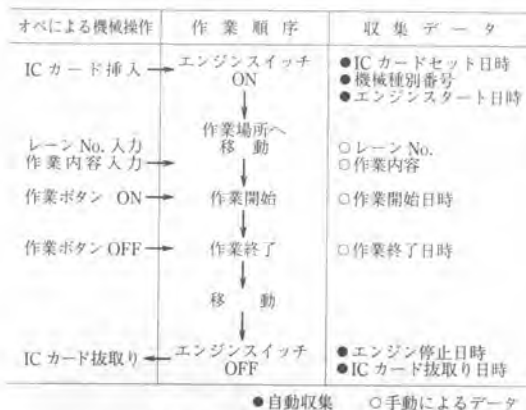 オペによる機械操作 作業順序 収集データ
ICカード挿入→ エンジンスイッチ ON ●ICカードセット日時
●機械種別番号
●エンジンスタート日時
作業場所へ
レーンNo.入力 移動 ○レーンNo.
作業内容入力→ ○作業内容
作業ボタン ON→ 作業開始 ○作業開始日時
作業ボタンOFF→ 作業終了 ○作業終了日時
移動
ICカード抜取り← エンジンスイッチ OFF ●エンジン停止日時
●ICカード抜取り日時
●自動収集 ○手動によるデータ